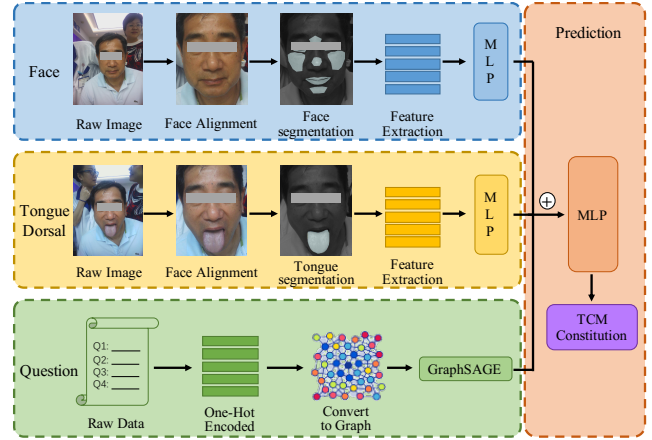 Face
Raw Image
Face Alignment
Face
segmentation
Feature
Extraction
M
L
P
Tongue
Dorsal
Raw Image
Face Alignment
Tongue
segmentation
Feature
Extraction
M
L
P
Question
Q1:
Q2:
Q3:
Q4:
Raw Data
One-Hot
Encoded
Convert
to Graph
GraphSAGE
Prediction
+
MLP
TCM
Constitution